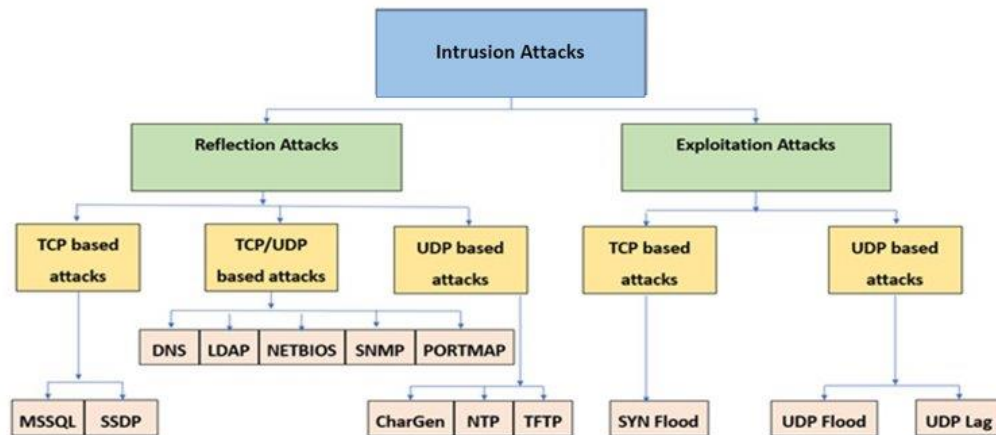 Intrusion Attacks
Reflection Attacks
Exploitation Attacks
TCP based
attacks
TCP/UDP
based attacks
UDP based
attacks
TCP based
attacks
UDP based
attacks
DNS
LDAP
NETBIOS
SNMP
PORTMAP
MSSQL
SSDP
CharGen
NTP
TFTP
SYN Flood
UDP Flood
UDP Lag